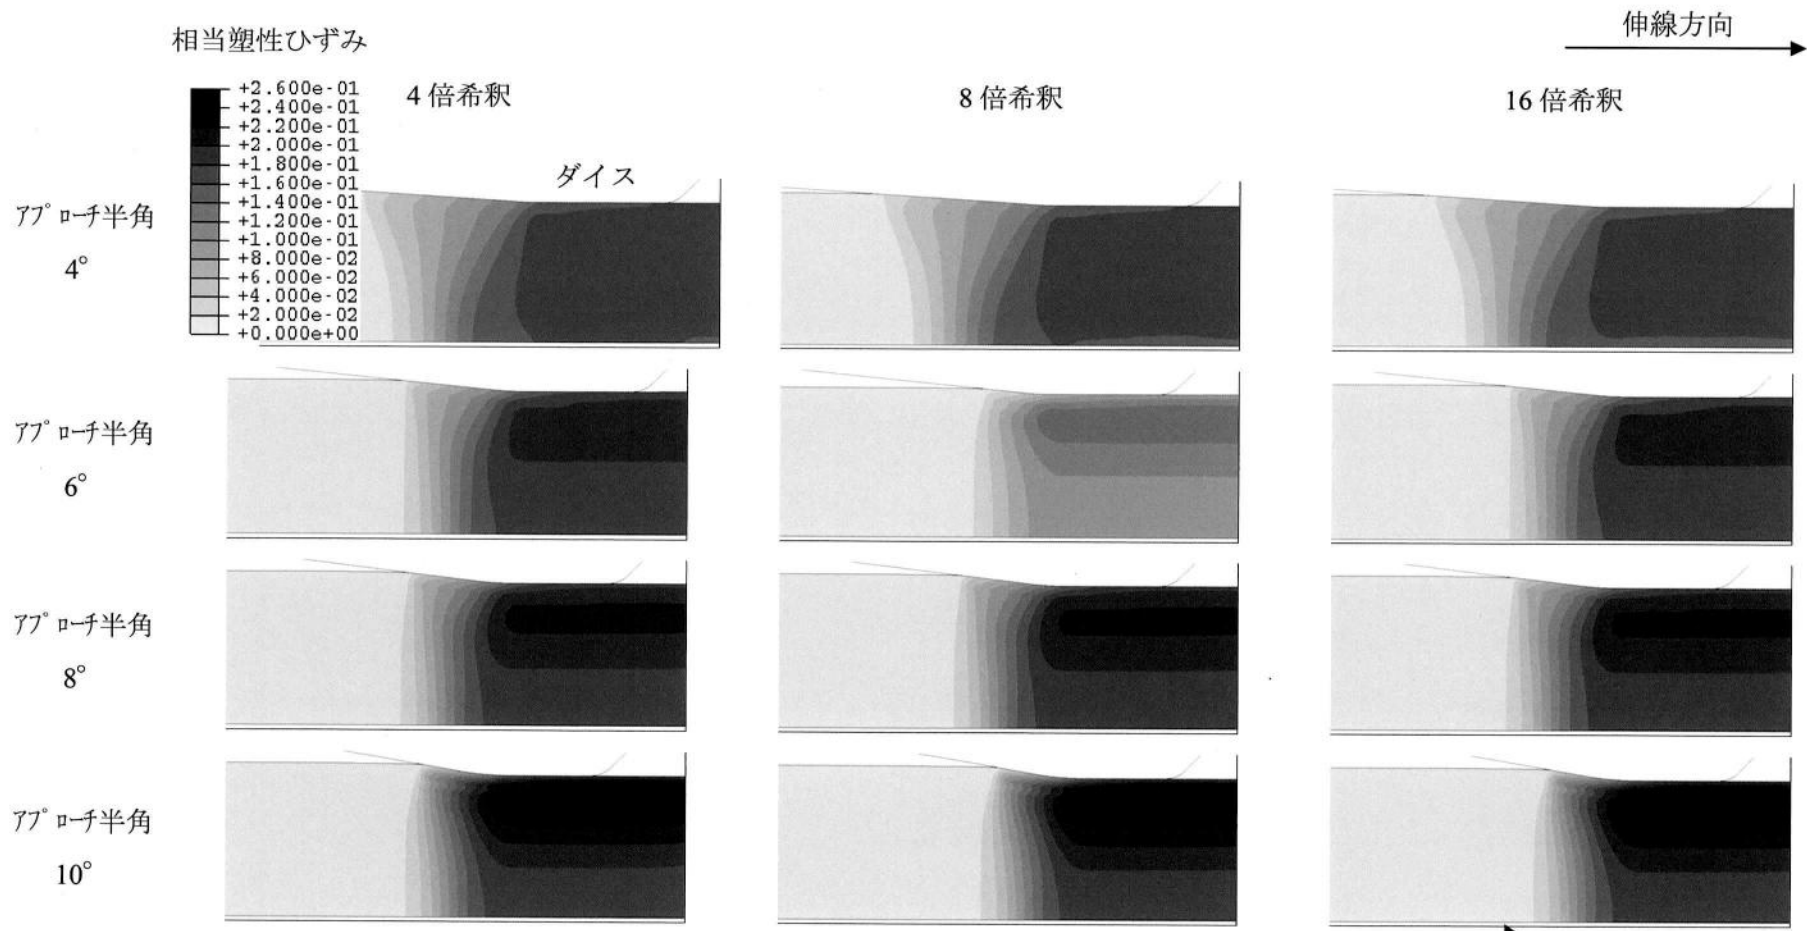 相当塑性ひずみ
伸線方向
+2.600e-01
+2.400e-01
+2.200e-01
+2.000e-01
+1.800e-01
+1.600e-01
+1.400e-01
+1.200e-01
+1.000e-01
+8.000e-02
+6.000e-02
+4.000e-02
+2.000e-02
+0.000e+00
4 倍希釈
8 倍希釈
16 倍希釈
ダイス
ｱﾌﾟﾛｰﾁ半角
4°
ｱﾌﾟﾛｰﾁ半角
6°
ｱﾌﾟﾛｰﾁ半角
8°
ｱﾌﾟﾛｰﾁ半角
10°